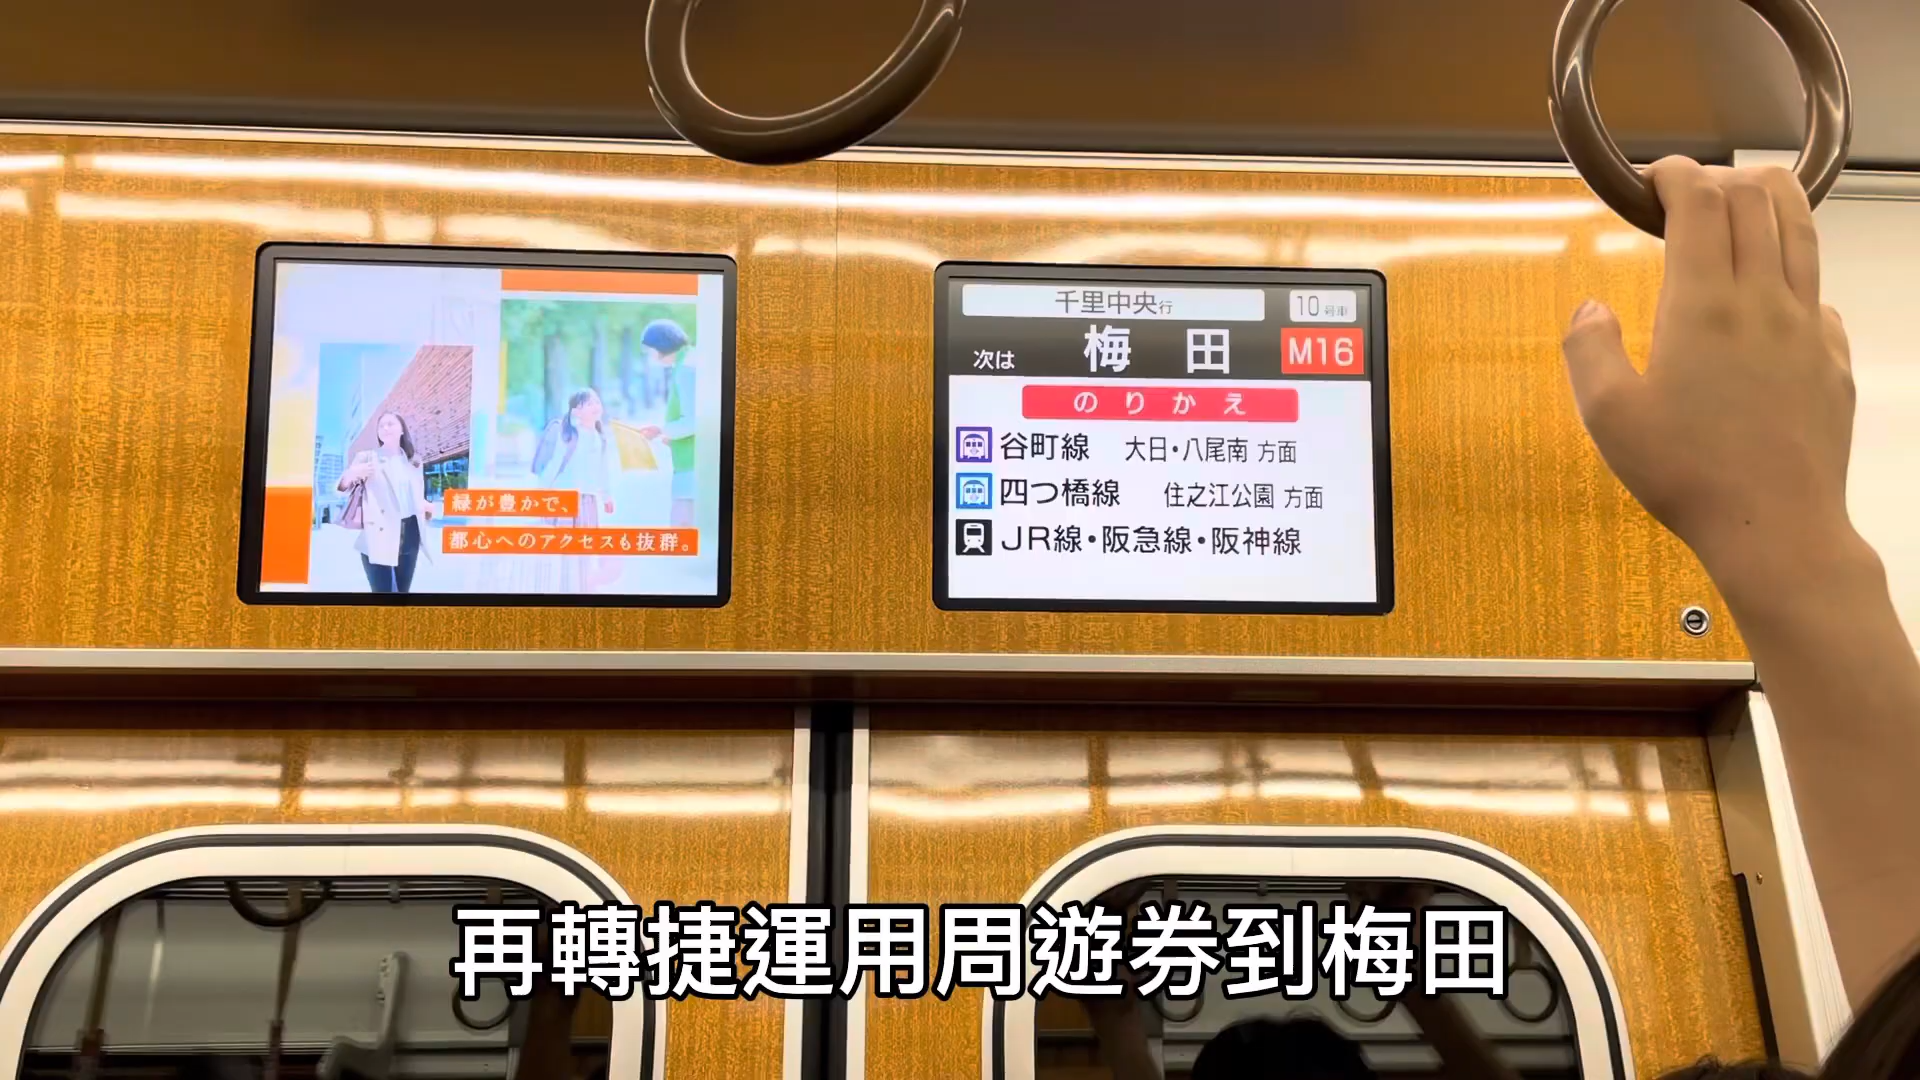 緑が豊かで、
都心へのアクセスも抜群。
千里中央行 10号車
次は 梅田 M16
のりかえ
谷町線 大日・八尾南 方面
四つ橋線 住之江公園 方面
JR線・阪急線・阪神線
再轉捷運用周遊券到梅田